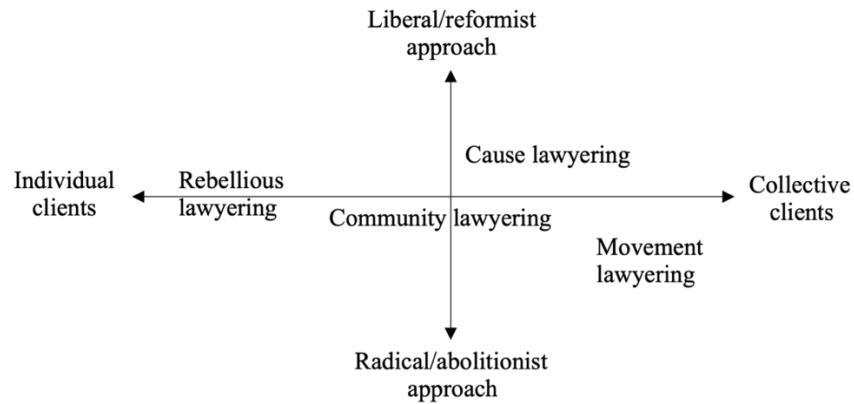 Liberal/reformist
approach
Cause lawyering
Individual
clients
Rebellious
lawyering
Collective
clients
Community lawyering
Movement
lawyering
Radical/abolitionist
approach